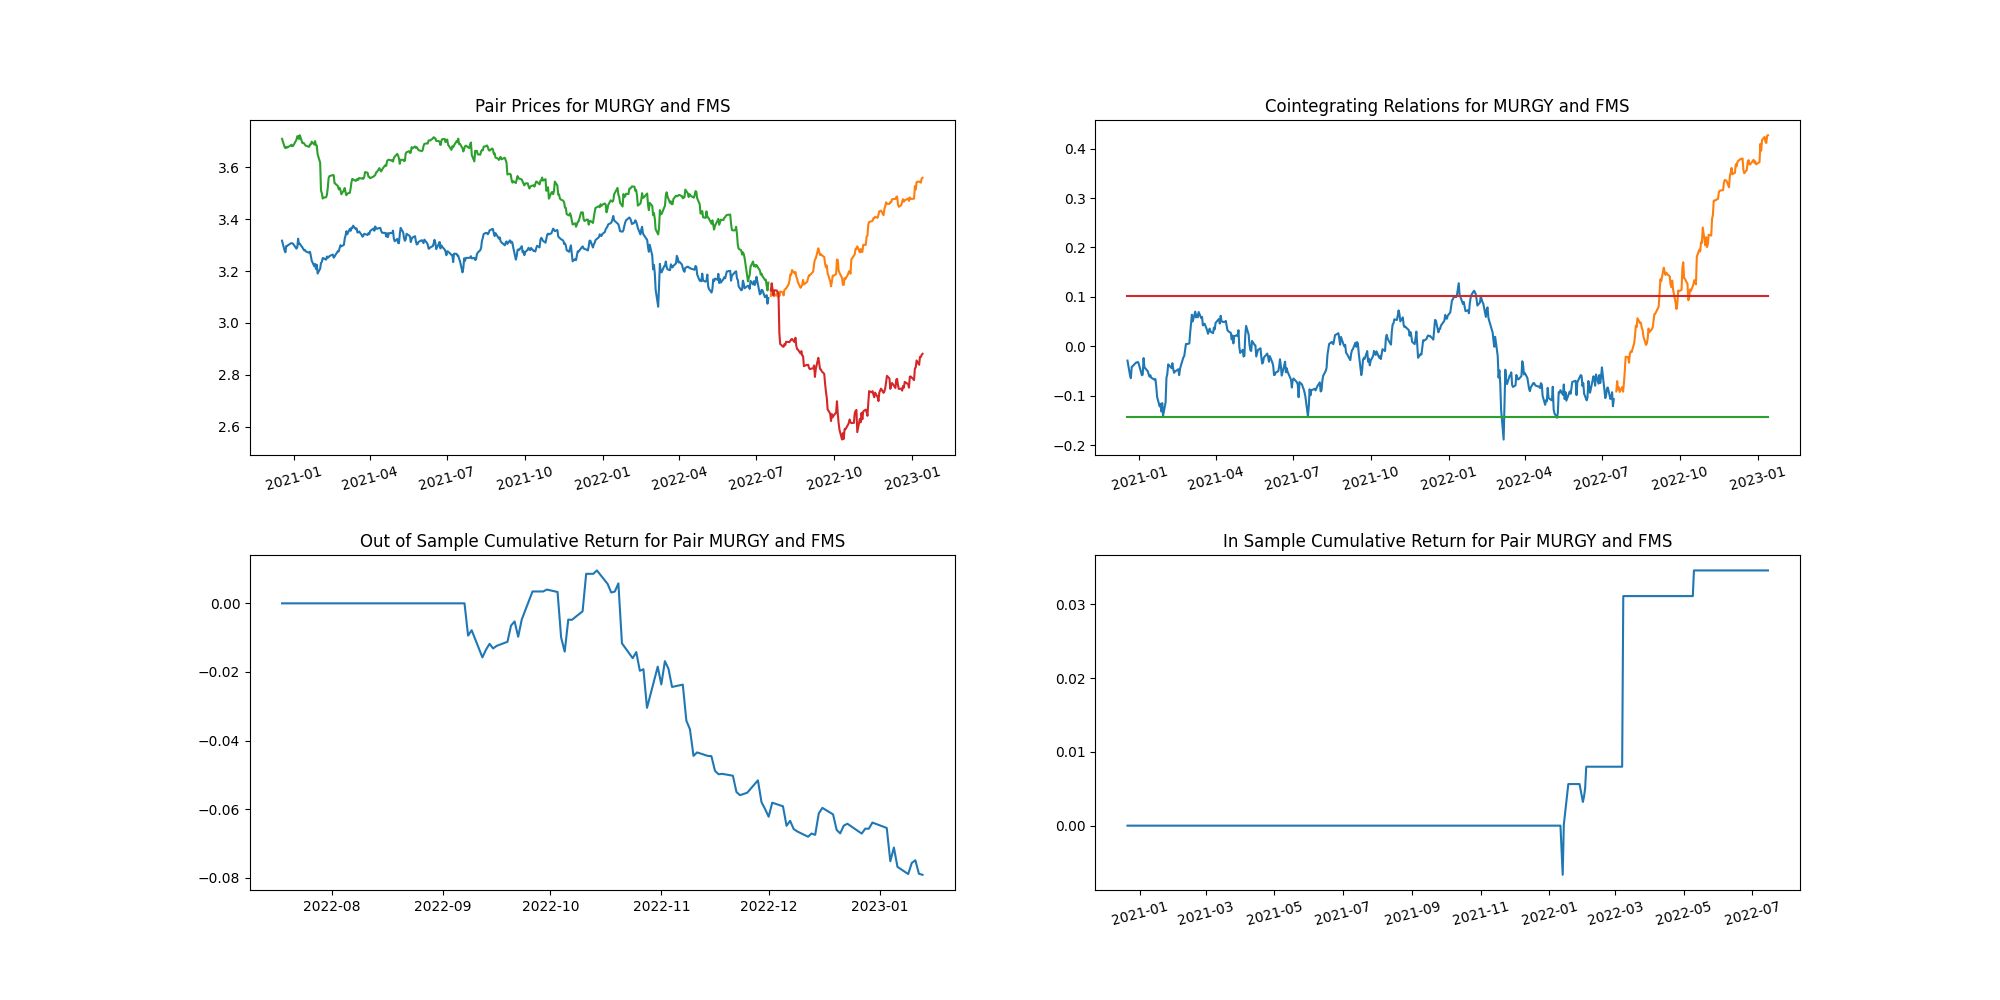 Pair Prices for MURGY and FMS
3.6
3.4
3.2
3.0
2.8
2.6
2021-01 2021-04 2021-07 2021-10 2022-01 2022-04 2022-07 2022-10 2023-01
Cointegrating Relations for MURGY and FMS
0.4
0.3
0.2
0.1
0.0
−0.1
−0.2
2021-01 2021-04 2021-07 2021-10 2022-01 2022-04 2022-07 2022-10 2023-01
Out of Sample Cumulative Return for Pair MURGY and FMS
0.00
−0.02
−0.04
−0.06
−0.08
2022-08 2022-09 2022-10 2022-11 2022-12 2023-01
In Sample Cumulative Return for Pair MURGY and FMS
0.03
0.02
0.01
0.00
2021-01 2021-03 2021-05 2021-07 2021-09 2021-11 2022-01 2022-03 2022-05 2022-07